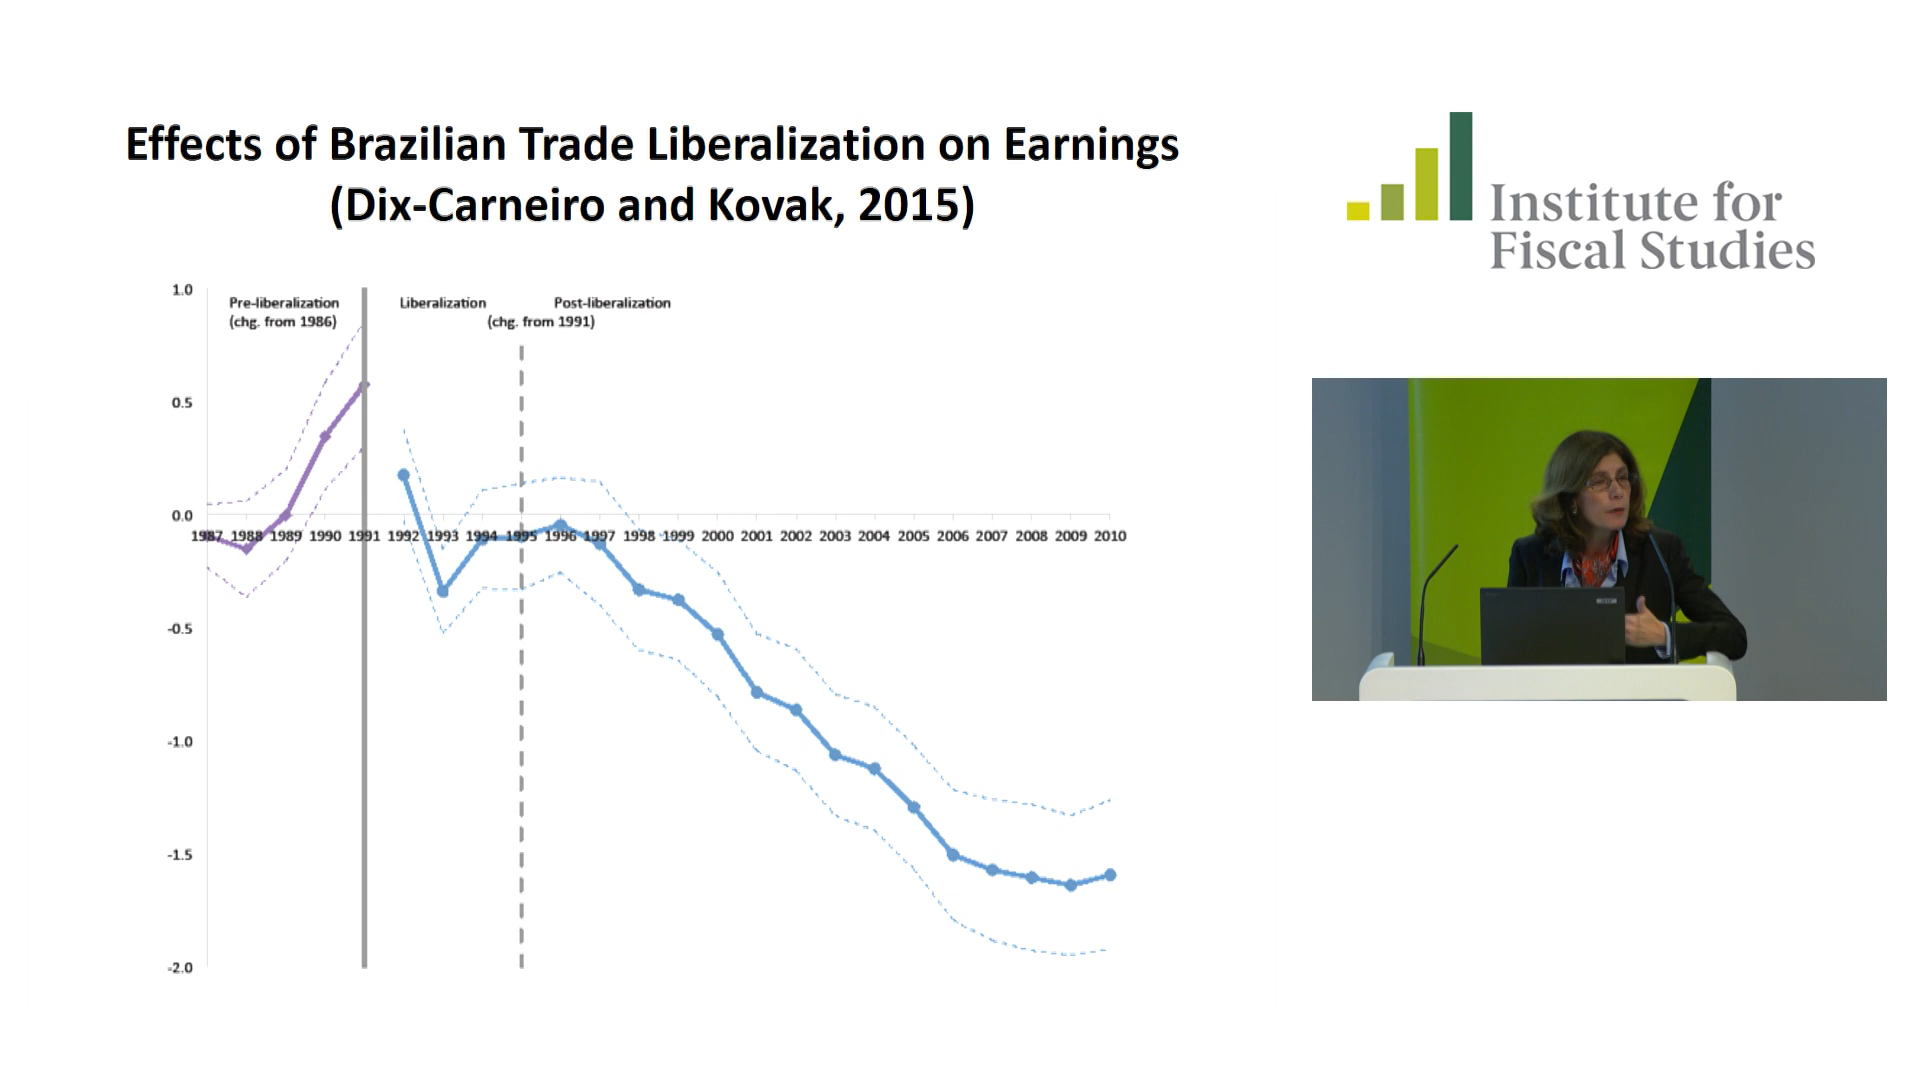 Effects of Brazilian Trade Liberalization on Earnings
(Dix-Carneiro and Kovak, 2015)
Institute for
Fiscal Studies
1.0
Pre-liberalization
(chg. from 1986)
Liberalization
Post-liberalization
(chg. from 1991)
0.5
0.0
1987 1988 1989 1990 1991 1992 1993 1994 1995 1996 1997 1998 1999 2000 2001 2002 2003 2004 2005 2006 2007 2008 2009 2010
-0.5
-1.0
-1.5
-2.0